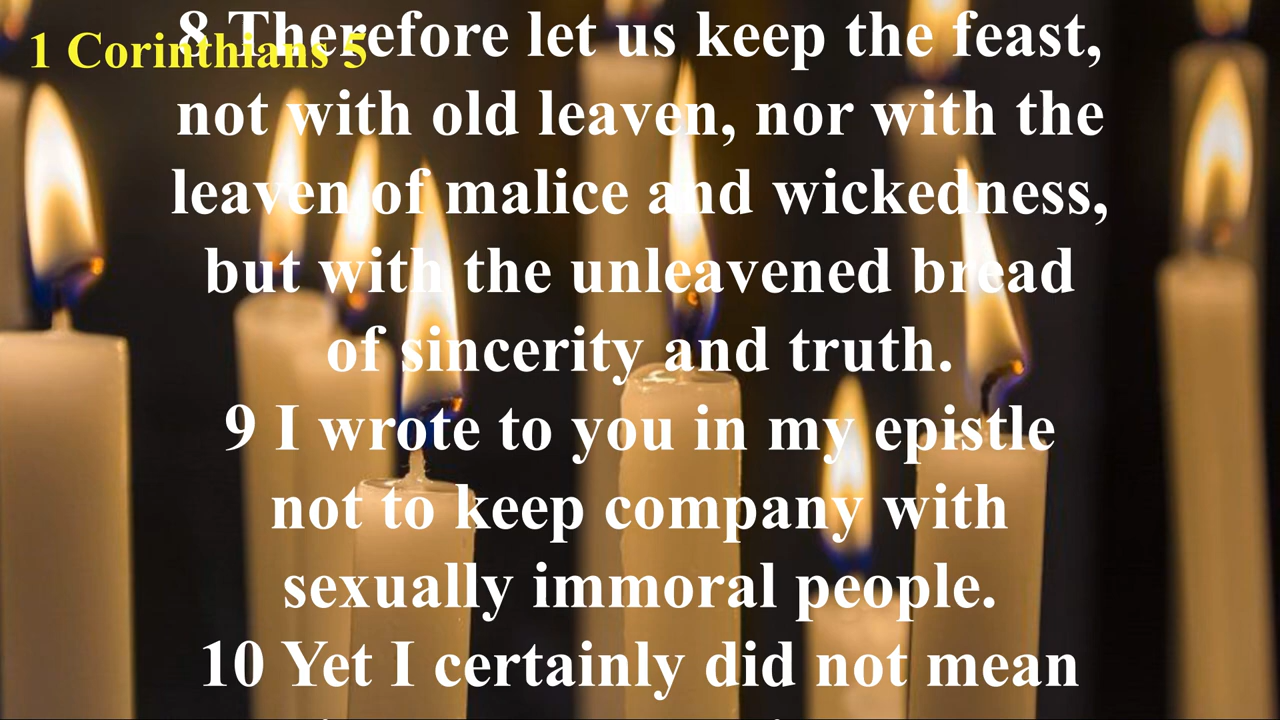 1 Corinthians 5
8 Therefore let us keep the feast,
not with old leaven, nor with the
leaven of malice and wickedness,
but with the unleavened bread
of sincerity and truth.
9 I wrote to you in my epistle
not to keep company with
sexually immoral people.
10 Yet I certainly did not mean